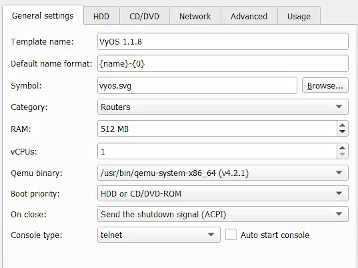 General settings HDD CD/DVD Network Advanced Usage
Template name: VyOS 1.1.8
Default name format: {name}-{0}
Symbol: vyos.svg Browse...
Category: Routers
RAM: 512 MB
vCPUs: 1
Qemu binary: /usr/bin/qemu-system-x86_64 (v4.2.1)
Boot priority: HDD or CD/DVD-ROM
On close: Send the shutdown signal (ACPI)
Console type: telnet Auto start console